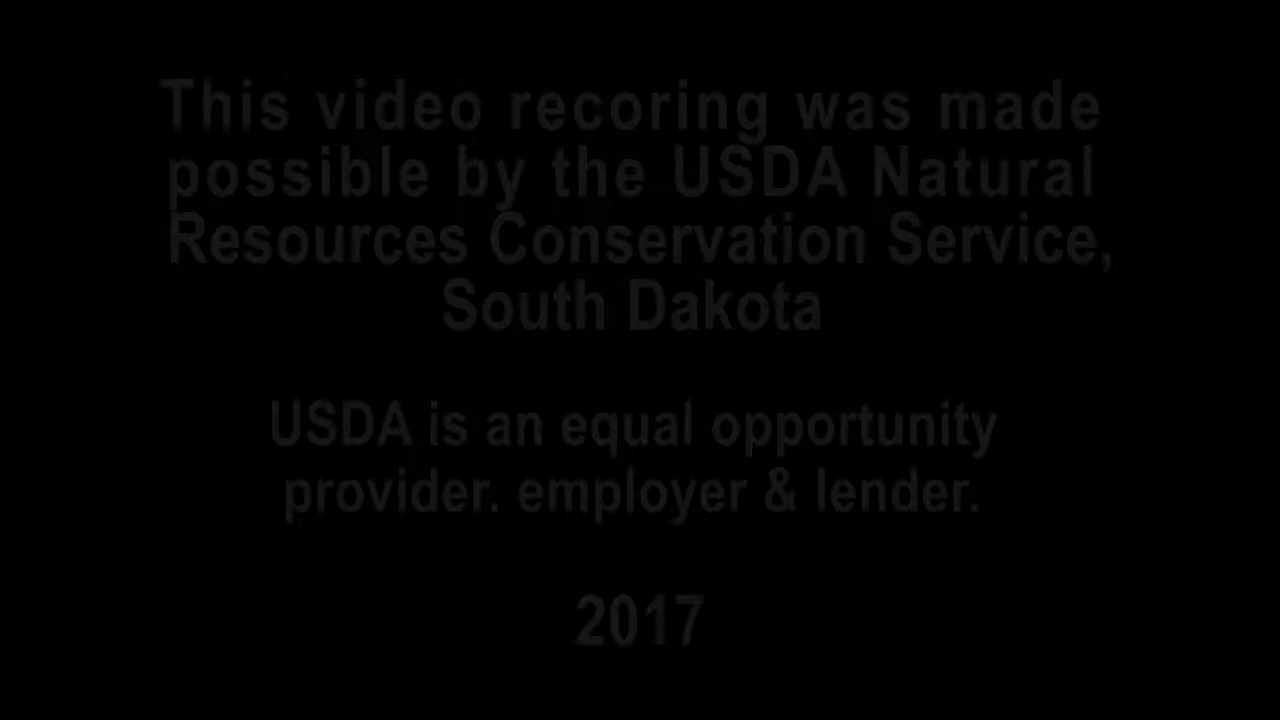 This video recoring was made
possible by the USDA Natural
Resources Conservation Service,
South Dakota
USDA is an equal opportunity
provider. employer & lender.
2017